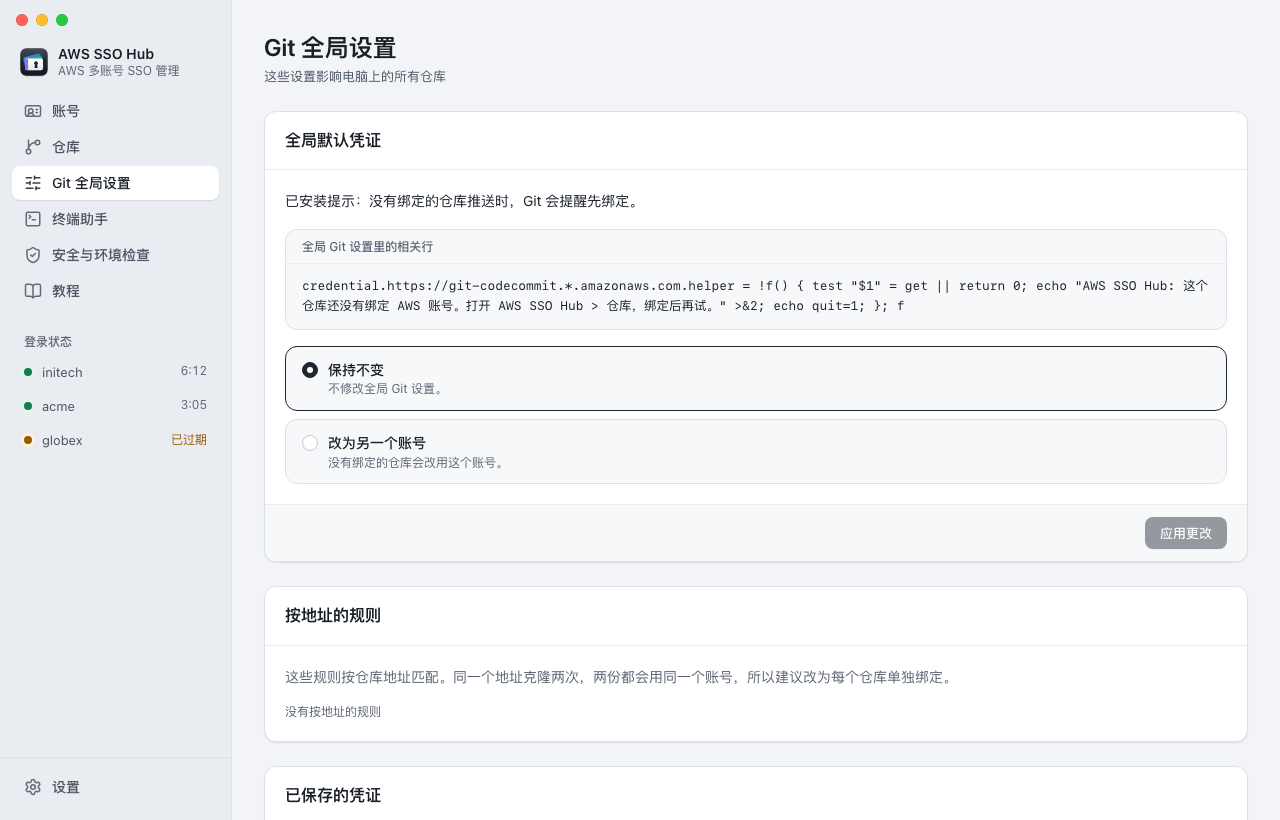 AWS SSO Hub
AWS 多账号 SSO 管理
账号
仓库
Git 全局设置
终端助手
安全与环境检查
教程
登录状态
initech 6:12
acme 3:05
globex 已过期
设置
Git 全局设置
这些设置影响电脑上的所有仓库
全局默认凭证
已安装提示：没有绑定的仓库推送时，Git 会提醒先绑定。
全局 Git 设置里的相关行
credential.https://git-codecommit.*.amazonaws.com.helper = !f() { test "$1" = get || return 0; echo "AWS SSO Hub: 这个
仓库还没有绑定 AWS 账号。打开 AWS SSO Hub > 仓库，绑定后再试。" >&2; echo quit=1; }; f
保持不变
不修改全局 Git 设置。
改为另一个账号
没有绑定的仓库会改用这个账号。
应用更改
按地址的规则
这些规则按仓库地址匹配。同一个地址克隆两次，两份都会用同一个账号，所以建议改为每个仓库单独绑定。
没有按地址的规则
已保存的凭证